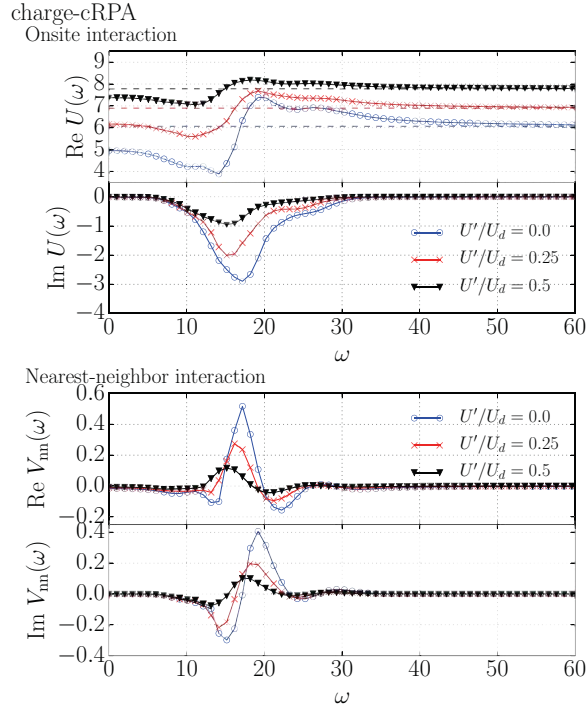 charge-cRPA
Onsite interaction
Re U(ω)
8
7
6
5
4
Im U(ω)
0
−1
−2
−3
−4
U′/U_d = 0.0
U′/U_d = 0.25
U′/U_d = 0.5
0 10 20 30 40 50 60
ω
Nearest-neighbor interaction
Re V_nn(ω)
0.6
0.4
0.2
0.0
−0.2
U′/U_d = 0.0
U′/U_d = 0.25
U′/U_d = 0.5
Im V_nn(ω)
0.4
0.2
0.0
−0.2
−0.4
0 10 20 30 40 50 60
ω